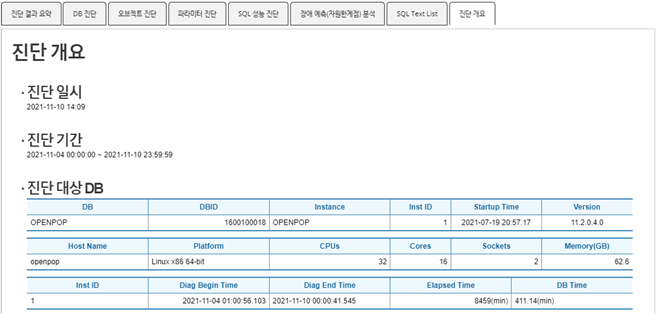 진단 결과 요약 DB 진단 오브젝트 진단 파라미터 진단 SQL 성능 진단 장애 예측(자원한계점) 분석 SQL Text List 진단 개요
진단 개요
· 진단 일시
2021-11-10 14:09
· 진단 기간
2021-11-04 00:00:00 ~ 2021-11-10 23:59:59
· 진단 대상 DB
DB DBID Instance Inst ID Startup Time Version
OPENPOP 1600100018 OPENPOP 1 2021-07-19 20:57:17 11.2.0.4.0
Host Name Platform CPUs Cores Sockets Memory(GB)
openpop Linux x86 64-bit 32 16 2 62.6
Inst ID Diag Begin Time Diag End Time Elapsed Time DB Time
1 2021-11-04 01:00:56.103 2021-11-10 00:00:41.545 8459(min) 411.14(min)